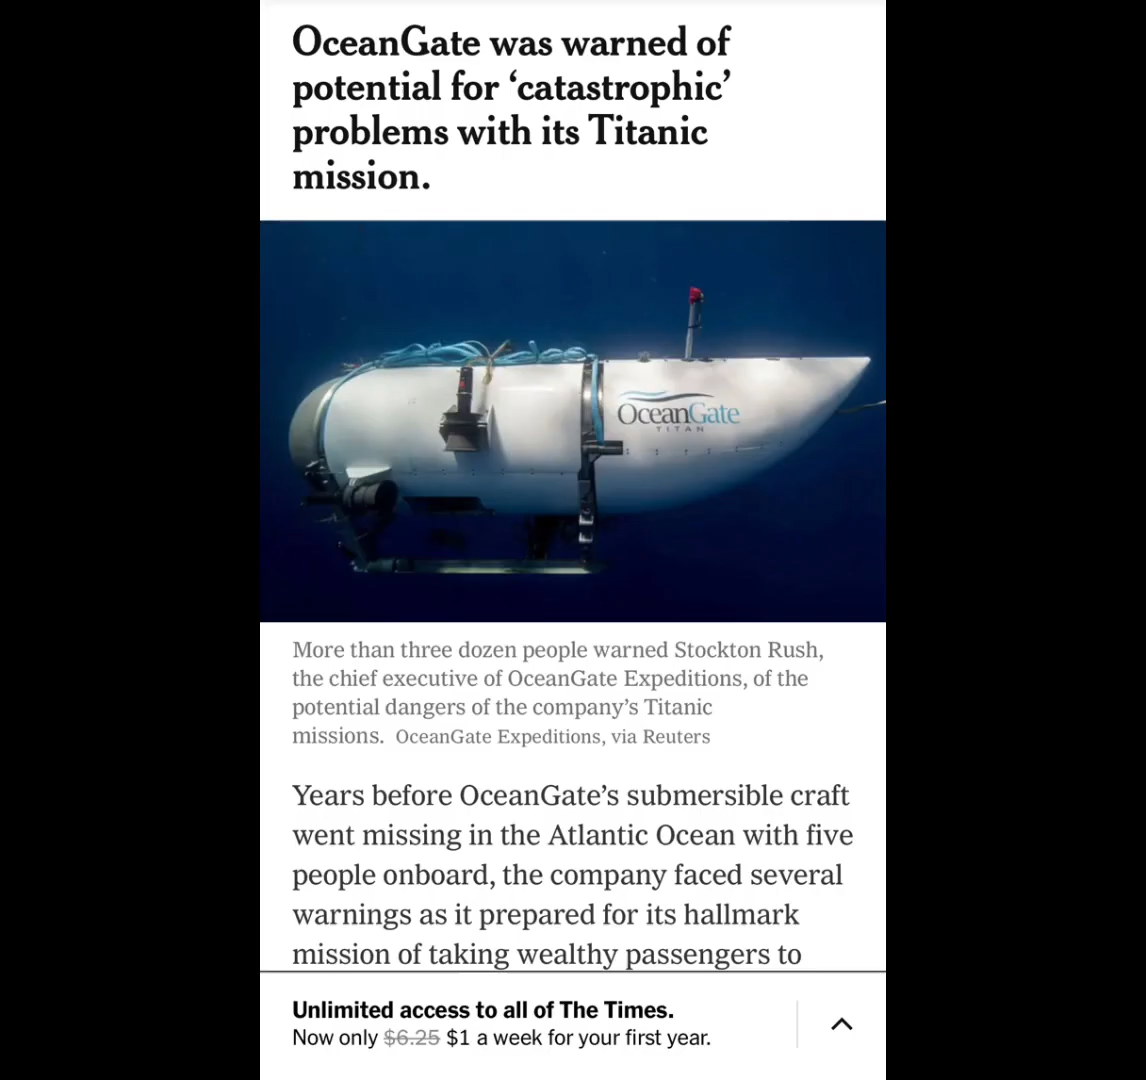 OceanGate was warned of
potential for ‘catastrophic’
problems with its Titanic
mission.
OceanGate
TITAN
More than three dozen people warned Stockton Rush,
the chief executive of OceanGate Expeditions, of the
potential dangers of the company’s Titanic
missions. OceanGate Expeditions, via Reuters
Years before OceanGate’s submersible craft
went missing in the Atlantic Ocean with five
people onboard, the company faced several
warnings as it prepared for its hallmark
mission of taking wealthy passengers to
Unlimited access to all of The Times.
Now only $6.25 $1 a week for your first year.